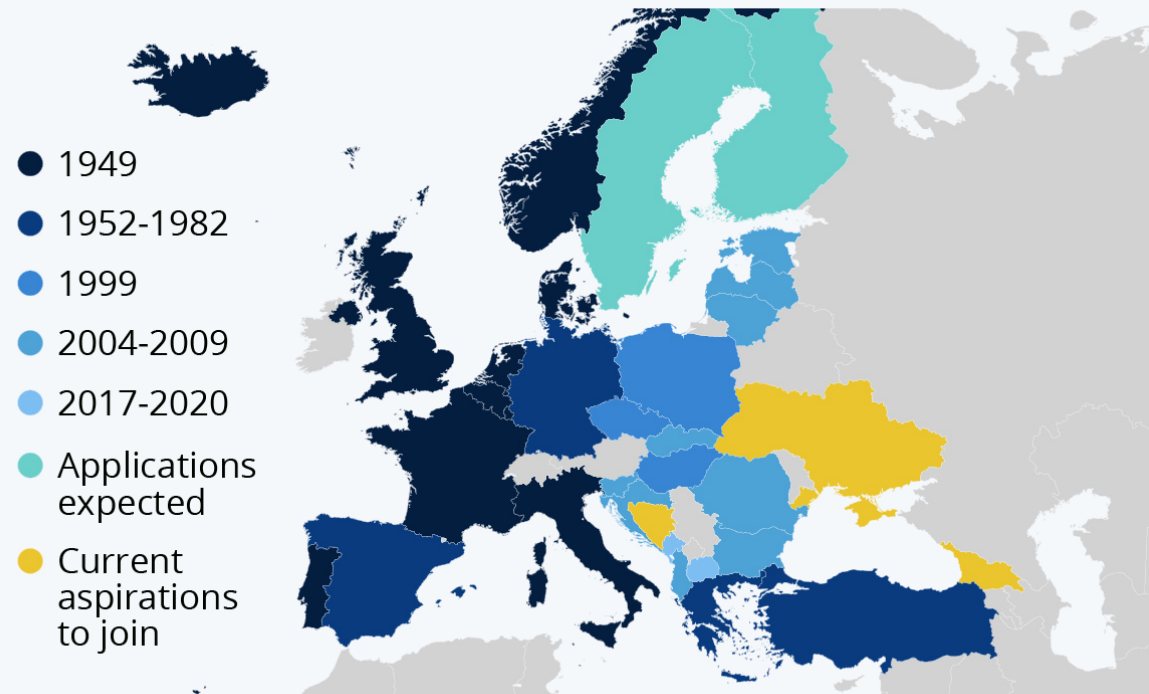 1949
1952-1982
1999
2004-2009
2017-2020
Applications
expected
Current
aspirations
to join